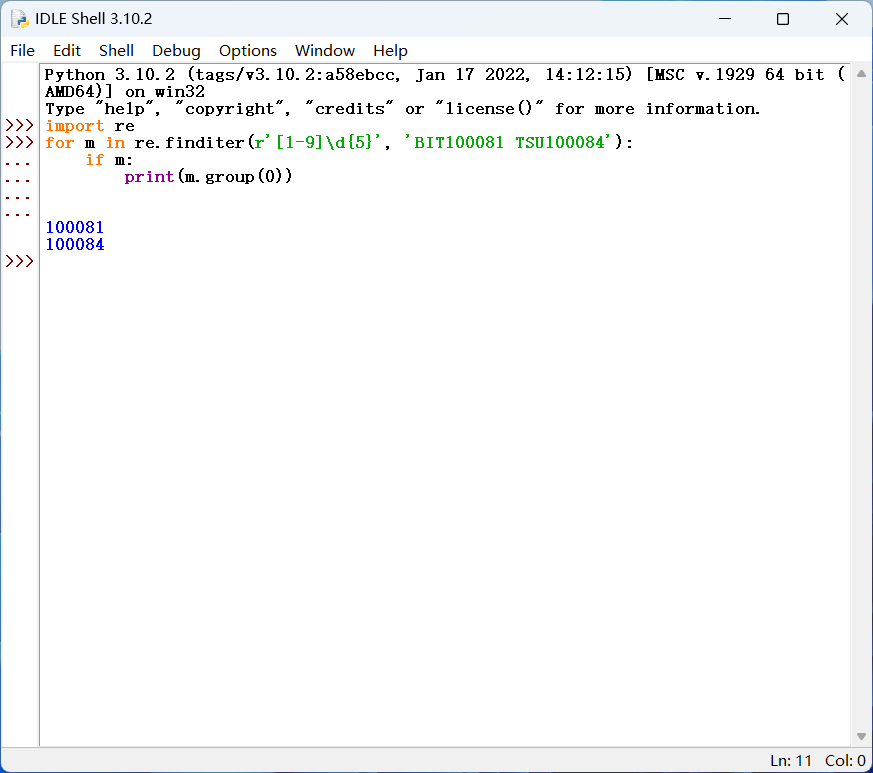 IDLE Shell 3.10.2
File Edit Shell Debug Options Window Help
Python 3.10.2 (tags/v3.10.2:a58ebcc, Jan 17 2022, 14:12:15) [MSC v.1929 64 bit (
AMD64)] on win32
Type "help", "copyright", "credits" or "license()" for more information.
>>> import re
>>> for m in re.finditer(r'[1-9]\d{5}', 'BIT100081 TSU100084'):
...     if m:
...         print(m.group(0))
...
...
100081
100084
>>>
Ln: 11 Col: 0